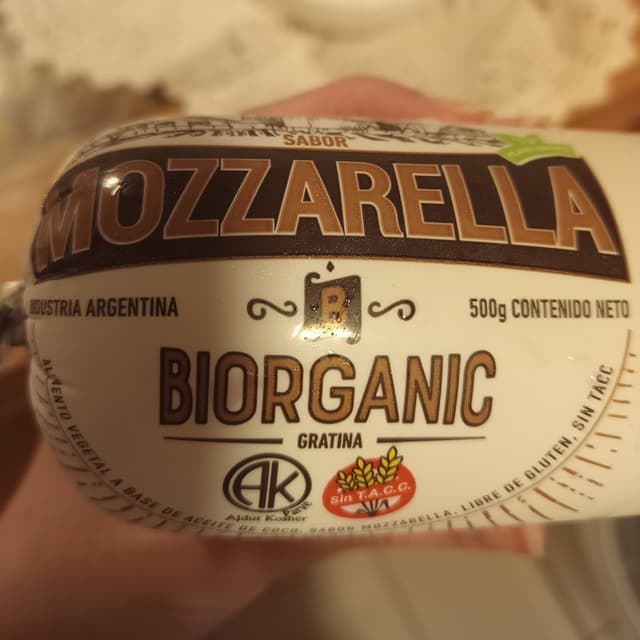 SABOR
MOZZARELLA
INDUSTRIA ARGENTINA
B
500g CONTENIDO NETO
BIORGANIC
GRATINA
AK
Parve
Ajdut Kosher
Sin T.A.C.C.
ALIMENTO VEGETAL A BASE DE ACEITE DE COCO, SABOR MOZZARELLA. LIBRE DE GLUTEN, SIN TACC